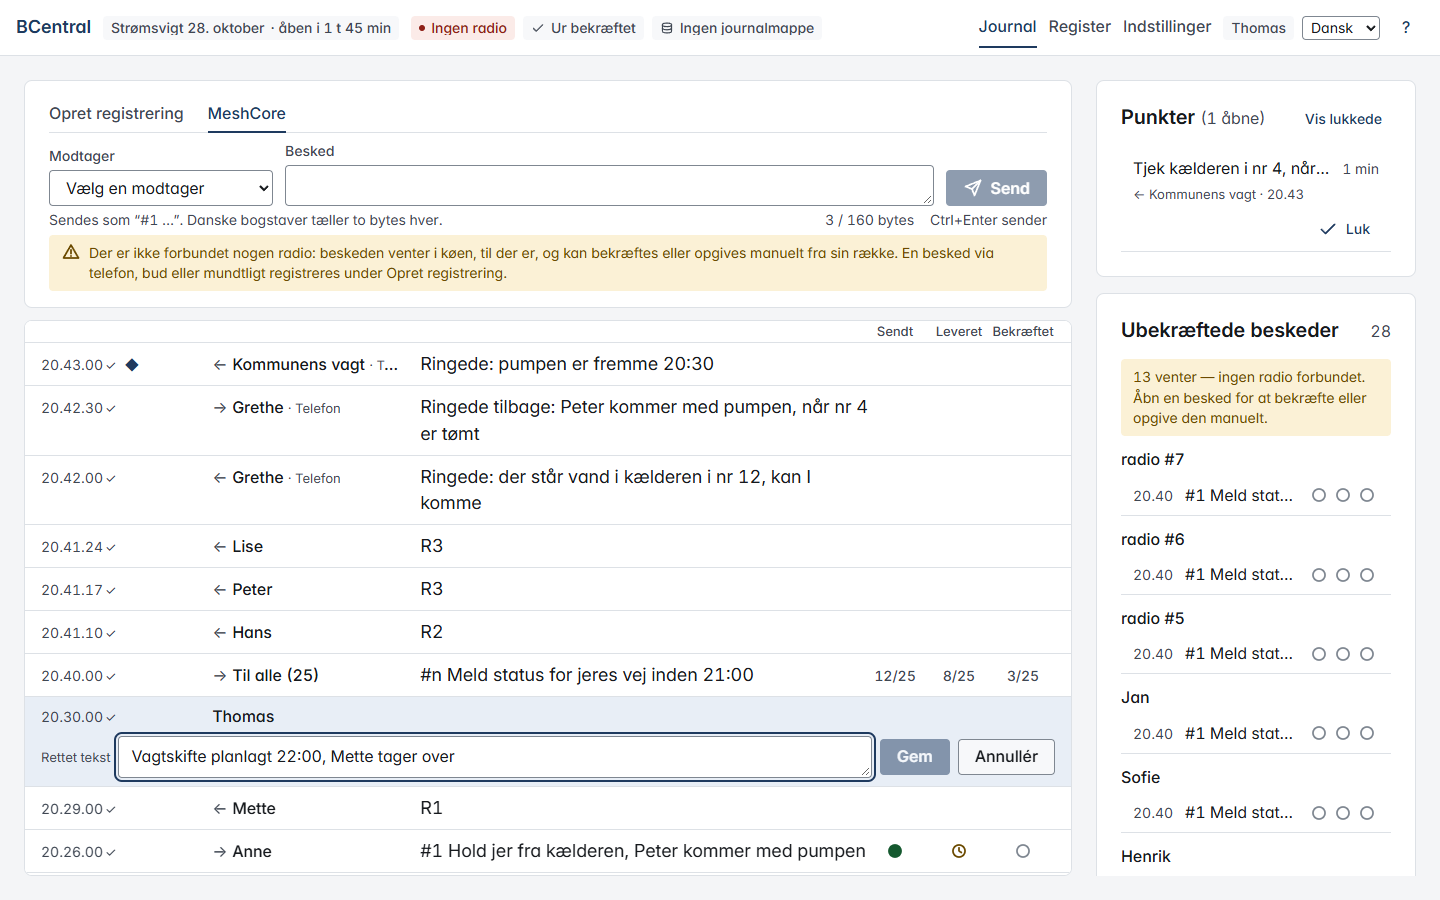 BCentral
Strømsvigt 28. oktober · åben i 1 t 45 min
Ingen radio
Ur bekræftet
Ingen journalmappe
Journal
Register
Indstillinger
Thomas
Dansk
?
Opret registrering
MeshCore
Modtager
Besked
Vælg en modtager
Send
Sendes som “#1 …”. Danske bogstaver tæller to bytes hver.
3 / 160 bytes
Ctrl+Enter sender
Der er ikke forbundet nogen radio: beskeden venter i køen, til der er, og kan bekræftes eller opgives manuelt fra sin række. En besked via
telefon, bud eller mundtligt registreres under Opret registrering.
Sendt Leveret Bekræftet
20.43.00 ← Kommunens vagt · T... Ringede: pumpen er fremme 20:30
20.42.30 → Grethe · Telefon Ringede tilbage: Peter kommer med pumpen, når nr 4
er tømt
20.42.00 ← Grethe · Telefon Ringede: der står vand i kælderen i nr 12, kan I
komme
20.41.24 ← Lise R3
20.41.17 ← Peter R3
20.41.10 ← Hans R2
20.40.00 → Til alle (25) #n Meld status for jeres vej inden 21:00 12/25 8/25 3/25
20.30.00 Thomas
Rettet tekst Vagtskifte planlagt 22:00, Mette tager over Gem Annullér
20.29.00 ← Mette R1
20.26.00 → Anne #1 Hold jer fra kælderen, Peter kommer med pumpen
Punkter (1 åbne) Vis lukkede
Tjek kælderen i nr 4, når... 1 min
← Kommunens vagt · 20.43
Luk
Ubekræftede beskeder 28
13 venter — ingen radio forbundet.
Åbn en besked for at bekræfte eller
opgive den manuelt.
radio #7
20.40 #1 Meld stat...
radio #6
20.40 #1 Meld stat...
radio #5
20.40 #1 Meld stat...
Jan
20.40 #1 Meld stat...
Sofie
20.40 #1 Meld stat...
Henrik